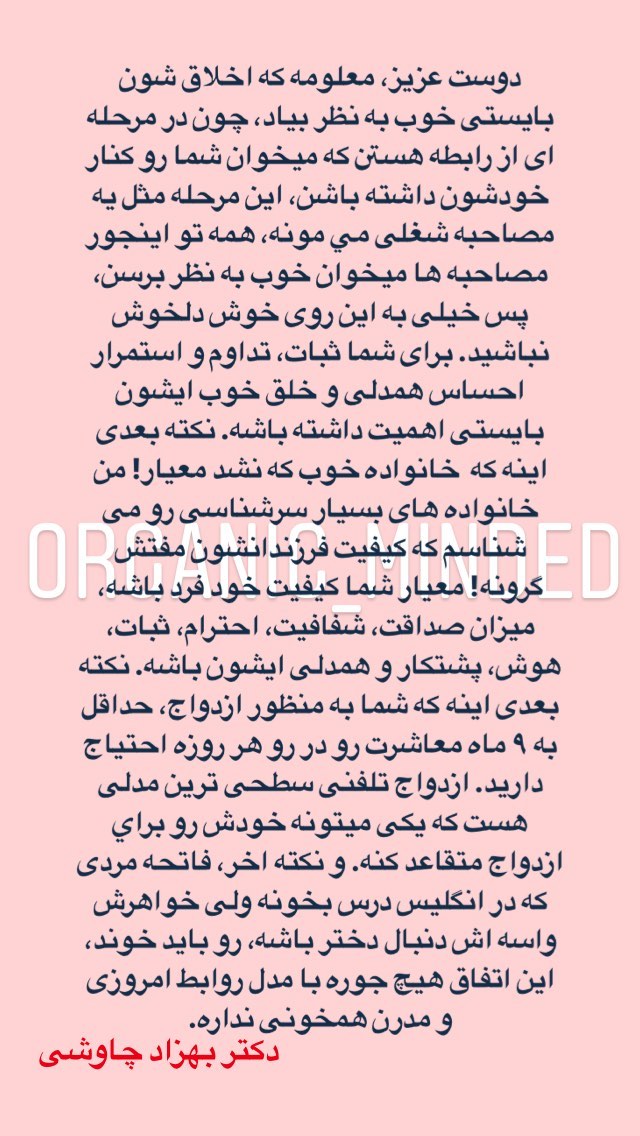 دوست عزیز، معلومه که اخلاق شون
بایستی خوب به نظر بیاد، چون در مرحله
ای از رابطه هستن که میخوان شما رو کنار
خودشون داشته باشن، این مرحله مثل یه
مصاحبه شغلی مي مونه، همه تو اینجور
مصاحبه ها میخوان خوب به نظر برسن،
پس خیلی به این روی خوش دلخوش
نباشید. برای شما ثبات، تداوم و استمرار
احساس همدلی و خلق خوب ایشون
بایستی اهمیت داشته باشه. نکته بعدی
اینه که خانواده خوب که نشد معیار! من
خانواده های بسیار سرشناسی رو می
شناسم که کیفیت فرزندانشون مفتش
گرونه! معیار شما کیفیت خود فرد باشه،
میزان صداقت، شفافیت، احترام، ثبات،
هوش، پشتکار و همدلی ایشون باشه. نکته
بعدی اینه که شما به منظور ازدواج، حداقل
به ۹ ماه معاشرت رو در رو هر روزه احتیاج
دارید. ازدواج تلفنی سطحی ترین مدلی
هست که یکی میتونه خودش رو براي
ازدواج متقاعد کنه. و نکته اخر، فاتحه مردی
که در انگلیس درس بخونه ولی خواهرش
واسه اش دنبال دختر باشه، رو باید خوند،
این اتفاق هیچ جوره با مدل روابط امروزی
و مدرن همخونی نداره.
دکتر بهزاد چاوشی
ORGANIC_MINDED